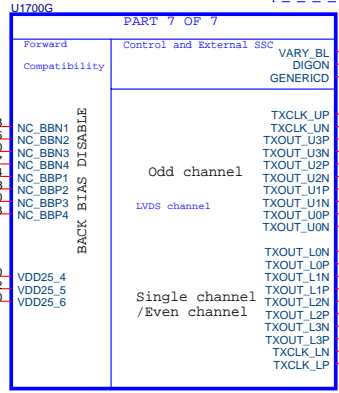 U1700G
PART 7 OF 7
Forward
Compatibility
Control and External SSC
VARY_BL
DIGON
GENERICD
BACK BIAS DISABLE
NC_BBN1
NC_BBN2
NC_BBN3
NC_BBN4
NC_BBP1
NC_BBP2
NC_BBP3
NC_BBP4
VDD25_4
VDD25_5
VDD25_6
Odd channel
LVDS channel
TXCLK_UP
TXCLK_UN
TXOUT_U3P
TXOUT_U3N
TXOUT_U2P
TXOUT_U2N
TXOUT_U1P
TXOUT_U1N
TXOUT_U0P
TXOUT_U0N
Single channel
/Even channel
TXOUT_L0N
TXOUT_L0P
TXOUT_L1N
TXOUT_L1P
TXOUT_L2N
TXOUT_L2P
TXOUT_L3N
TXOUT_L3P
TXCLK_LN
TXCLK_LP